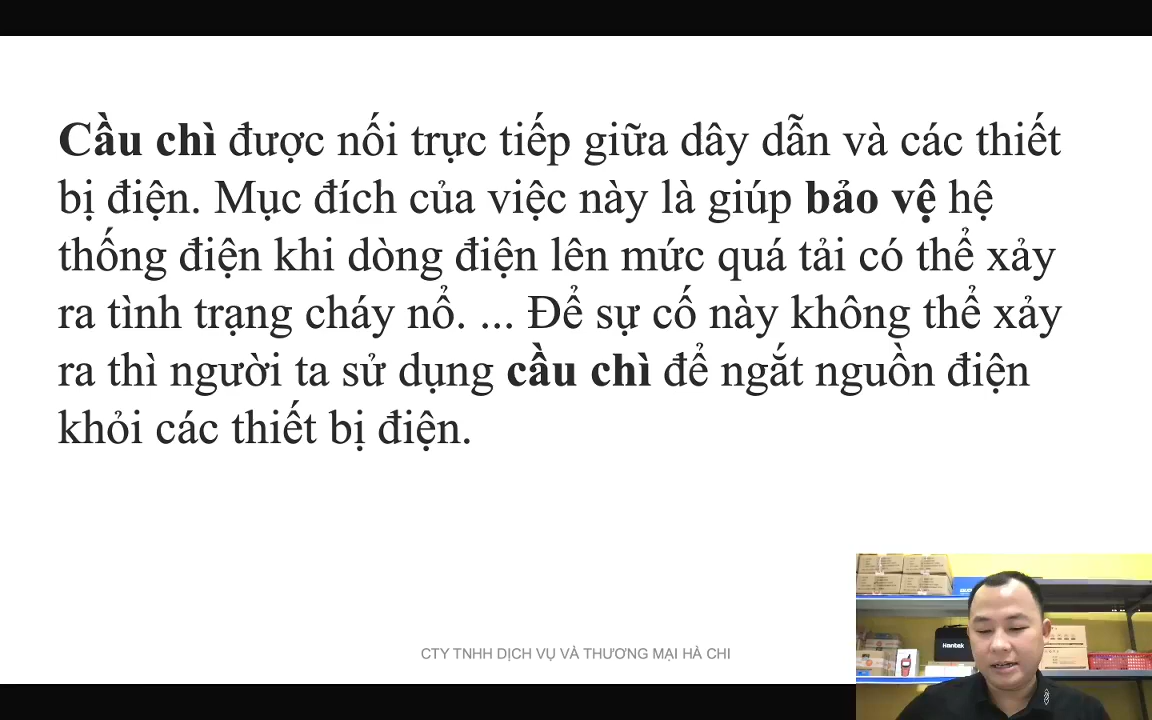 Cầu chì được nối trực tiếp giữa dây dẫn và các thiết
bị điện. Mục đích của việc này là giúp bảo vệ hệ
thống điện khi dòng điện lên mức quá tải có thể xảy
ra tình trạng cháy nổ. ... Để sự cố này không thể xảy
ra thì người ta sử dụng cầu chì để ngắt nguồn điện
khỏi các thiết bị điện.
CTY TNHH DỊCH VỤ VÀ THƯƠNG MẠI HÀ CHI
Hantek